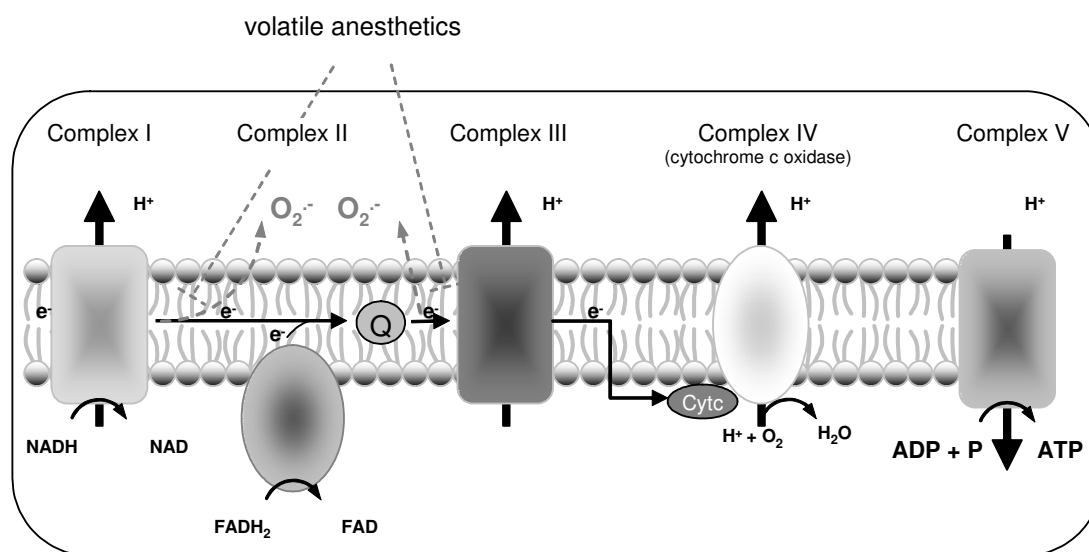 volatile anesthetics
Complex I
Complex II
Complex III
Complex IV
(cytochrome c oxidase)
Complex V
H⁺
O₂·-
O₂·-
H⁺
H⁺
H⁺
e-
e-
e-
Q
e-
e-
Cytc
NADH
NAD
FADH₂
FAD
H⁺ + O₂
H₂O
ADP + P
ATP